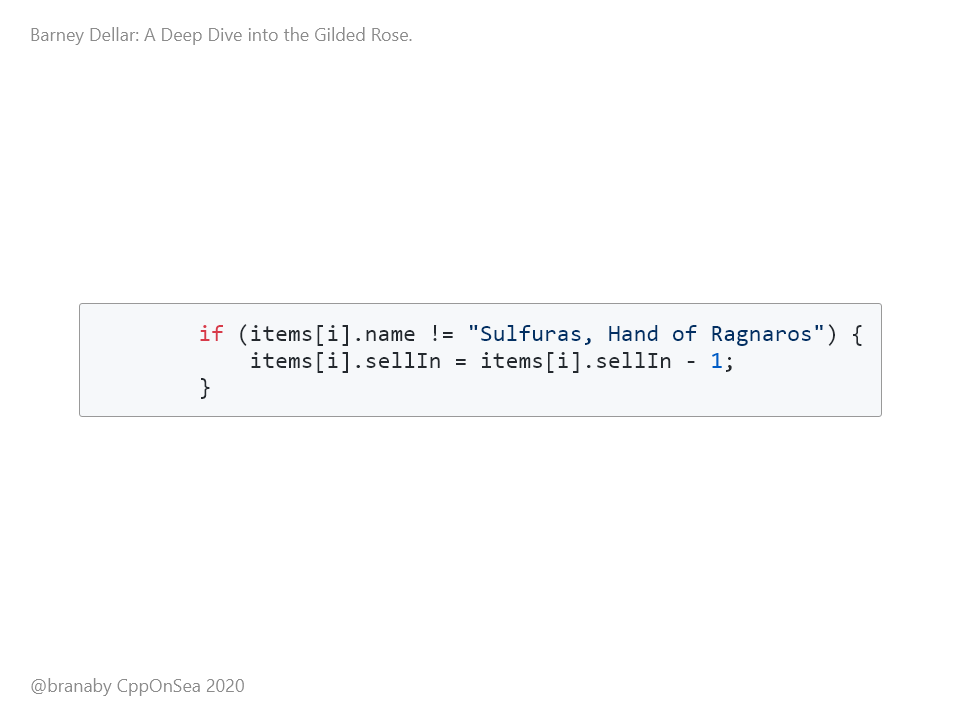 Barney Dellar: A Deep Dive into the Gilded Rose.
if (items[i].name != "Sulfuras, Hand of Ragnaros") {
items[i].sellIn = items[i].sellIn - 1;
}
@branaby CppOnSea 2020